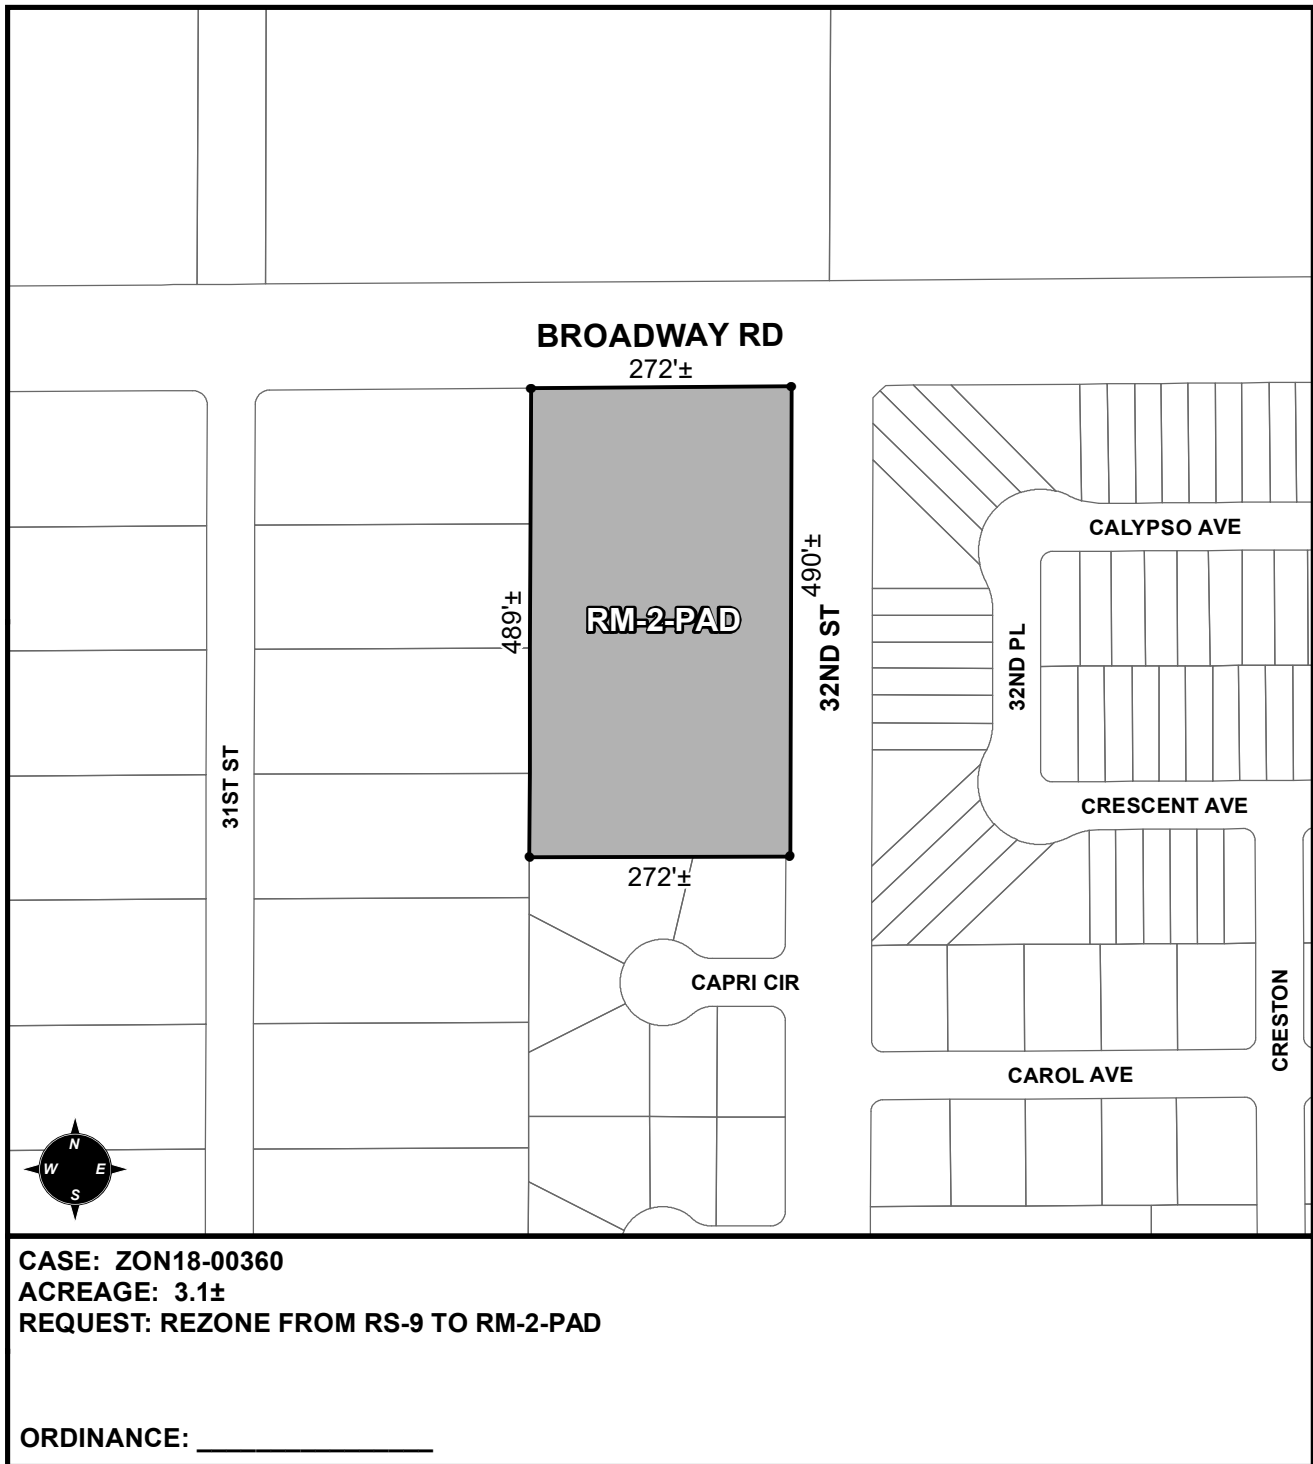 BROADWAY RD
272'±
CALYPSO AVE
490'±
489'±
RM-2-PAD
32ND ST
32ND PL
31ST ST
CRESCENT AVE
272'±
CAPRI CIR
CRESTON
CAROL AVE
N
W E
S
CASE: ZON18-00360
ACREAGE: 3.1±
REQUEST: REZONE FROM RS-9 TO RM-2-PAD
ORDINANCE: ________________